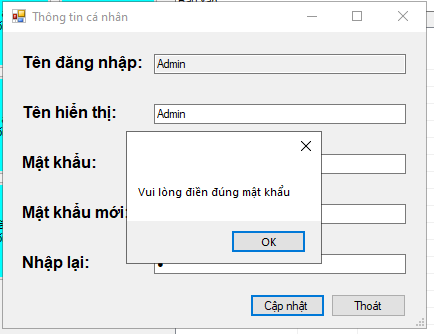 Thông tin cá nhân
Tên đăng nhập: Admin
Tên hiển thị: Admin
Mật khẩu:
Vui lòng điền đúng mật khẩu
Mật khẩu mới:
OK
Nhập lại:
Cập nhật Thoát